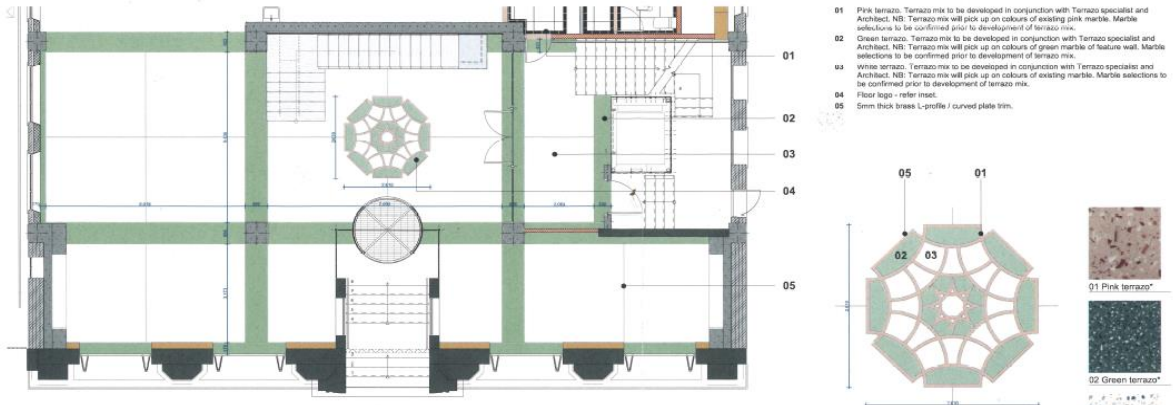 01 Pink terrazo. Terrazo mix to be developed in conjunction with Terrazo specialist and
Architect. NB: Terrazo mix will pick up on colours of existing pink marble. Marble
selections to be confirmed prior to development of terrazo mix.
02 Green terrazo. Terrazo mix to be developed in conjunction with Terrazo specialist and
Architect. NB: Terrazo mix will pick up on colours of green marble of feature wall. Marble
selections to be confirmed prior to development of terrazo mix.
03 White terrazo. Terrazo mix to be developed in conjunction with Terrazo specialist and
Architect. NB: Terrazo mix will pick up on colours of existing marble. Marble selections to
be confirmed prior to development of terrazo mix.
04 Floor logo - refer inset.
05 5mm thick brass L-profile / curved plate trim.
01
02
03
04
05
05
01
02
03
01 Pink terrazo*
02 Green terrazo*